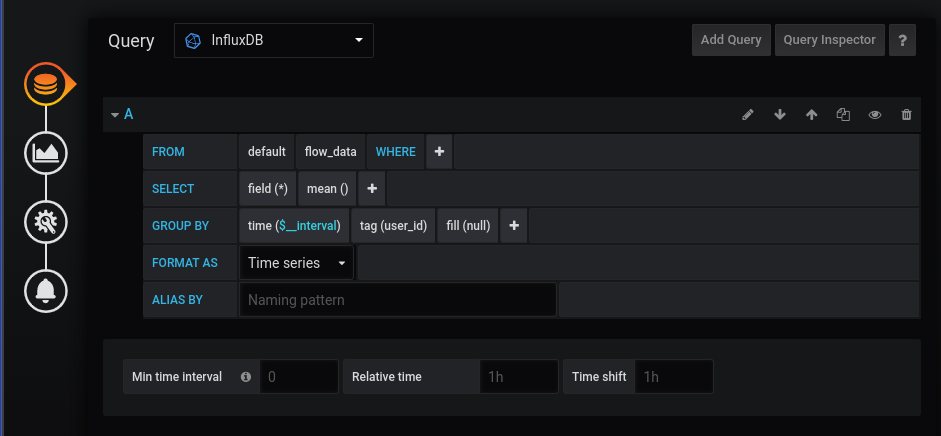 Query InfluxDB Add Query Query Inspector ?
A
FROM default flow_data WHERE +
SELECT field (*) mean () +
GROUP BY time ($__interval) tag (user_id) fill (null) +
FORMAT AS Time series
ALIAS BY Naming pattern
Min time interval 0 Relative time 1h Time shift 1h